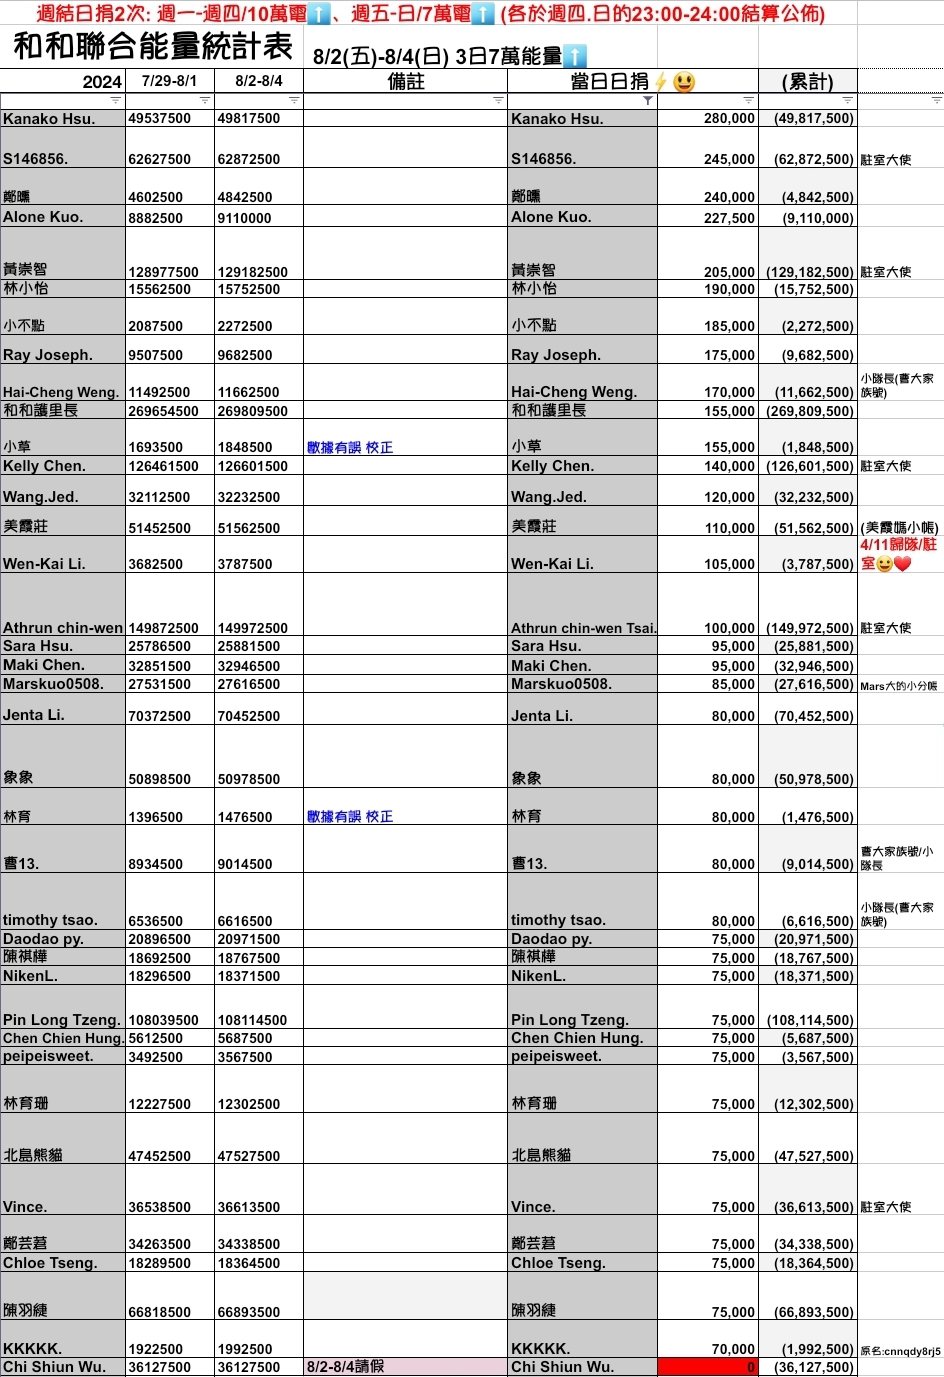 週結日捐2次: 週一-週四/10萬電⬆️、週五-日/7萬電⬆️ (各於週四.日的23:00-24:00結算公佈)
和和聯合能量統計表 8/2(五)-8/4(日) 3日7萬能量⬆️
2024 7/29-8/1 8/2-8/4 備註 當日日捐⚡😃 (累計)
Kanako Hsu. 49537500 49817500 Kanako Hsu. 280,000 (49,817,500)
S146856. 62627500 62872500 S146856. 245,000 (62,872,500) 駐室大使
鄭曛 4602500 4842500 鄭曛 240,000 (4,842,500)
Alone Kuo. 8882500 9110000 Alone Kuo. 227,500 (9,110,000)
黃崇智 128977500 129182500 黃崇智 205,000 (129,182,500) 駐室大使
林小怡 15562500 15752500 林小怡 190,000 (15,752,500)
小不點 2087500 2272500 小不點 185,000 (2,272,500)
Ray Joseph. 9507500 9682500 Ray Joseph. 175,000 (9,682,500)
Hai-Cheng Weng. 11492500 11662500 Hai-Cheng Weng. 170,000 (11,662,500) 小隊長(曹大家族號)
和和護里長 269654500 269809500 和和護里長 155,000 (269,809,500)
小草 1693500 1848500 數據有誤 校正 小草 155,000 (1,848,500)
Kelly Chen. 126461500 126601500 Kelly Chen. 140,000 (126,601,500) 駐室大使
Wang.Jed. 32112500 32232500 Wang.Jed. 120,000 (32,232,500)
美霞莊 51452500 51562500 美霞莊 110,000 (51,562,500) (美霞媽小帳)
Wen-Kai Li. 3682500 3787500 Wen-Kai Li. 105,000 (3,787,500) 4/11歸隊/駐室😀❤️
Athrun chin-wen 149872500 149972500 Athrun chin-wen Tsai. 100,000 (149,972,500) 駐室大使
Sara Hsu. 25786500 25881500 Sara Hsu. 95,000 (25,881,500)
Maki Chen. 32851500 32946500 Maki Chen. 95,000 (32,946,500)
Marskuo0508. 27531500 27616500 Marskuo0508. 85,000 (27,616,500) Mars大的小分帳
Jenta Li. 70372500 70452500 Jenta Li. 80,000 (70,452,500)
象象 50898500 50978500 象象 80,000 (50,978,500)
林育 1396500 1476500 數據有誤 校正 林育 80,000 (1,476,500)
曹13. 8934500 9014500 曹13. 80,000 (9,014,500) 曹大家族號/小隊長
timothy tsao. 6536500 6616500 timothy tsao. 80,000 (6,616,500) 小隊長(曹大家族號)
Daodao py. 20896500 20971500 Daodao py. 75,000 (20,971,500)
陳祺樺 18692500 18767500 陳祺樺 75,000 (18,767,500)
NikenL. 18296500 18371500 NikenL. 75,000 (18,371,500)
Pin Long Tzeng. 108039500 108114500 Pin Long Tzeng. 75,000 (108,114,500)
Chen Chien Hung. 5612500 5687500 Chen Chien Hung. 75,000 (5,687,500)
peipeisweet. 3492500 3567500 peipeisweet. 75,000 (3,567,500)
林育珊 12227500 12302500 林育珊 75,000 (12,302,500)
北島熊貓 47452500 47527500 北島熊貓 75,000 (47,527,500)
Vince. 36538500 36613500 Vince. 75,000 (36,613,500) 駐室大使
鄭芸莙 34263500 34338500 鄭芸莙 75,000 (34,338,500)
Chloe Tseng. 18289500 18364500 Chloe Tseng. 75,000 (18,364,500)
陳羽緁 66818500 66893500 陳羽緁 75,000 (66,893,500)
KKKKK. 1922500 1992500 KKKKK. 70,000 (1,992,500) 原名:cnnqdy8rj5
Chi Shiun Wu. 36127500 36127500 8/2-8/4請假 Chi Shiun Wu. 0 (36,127,500)